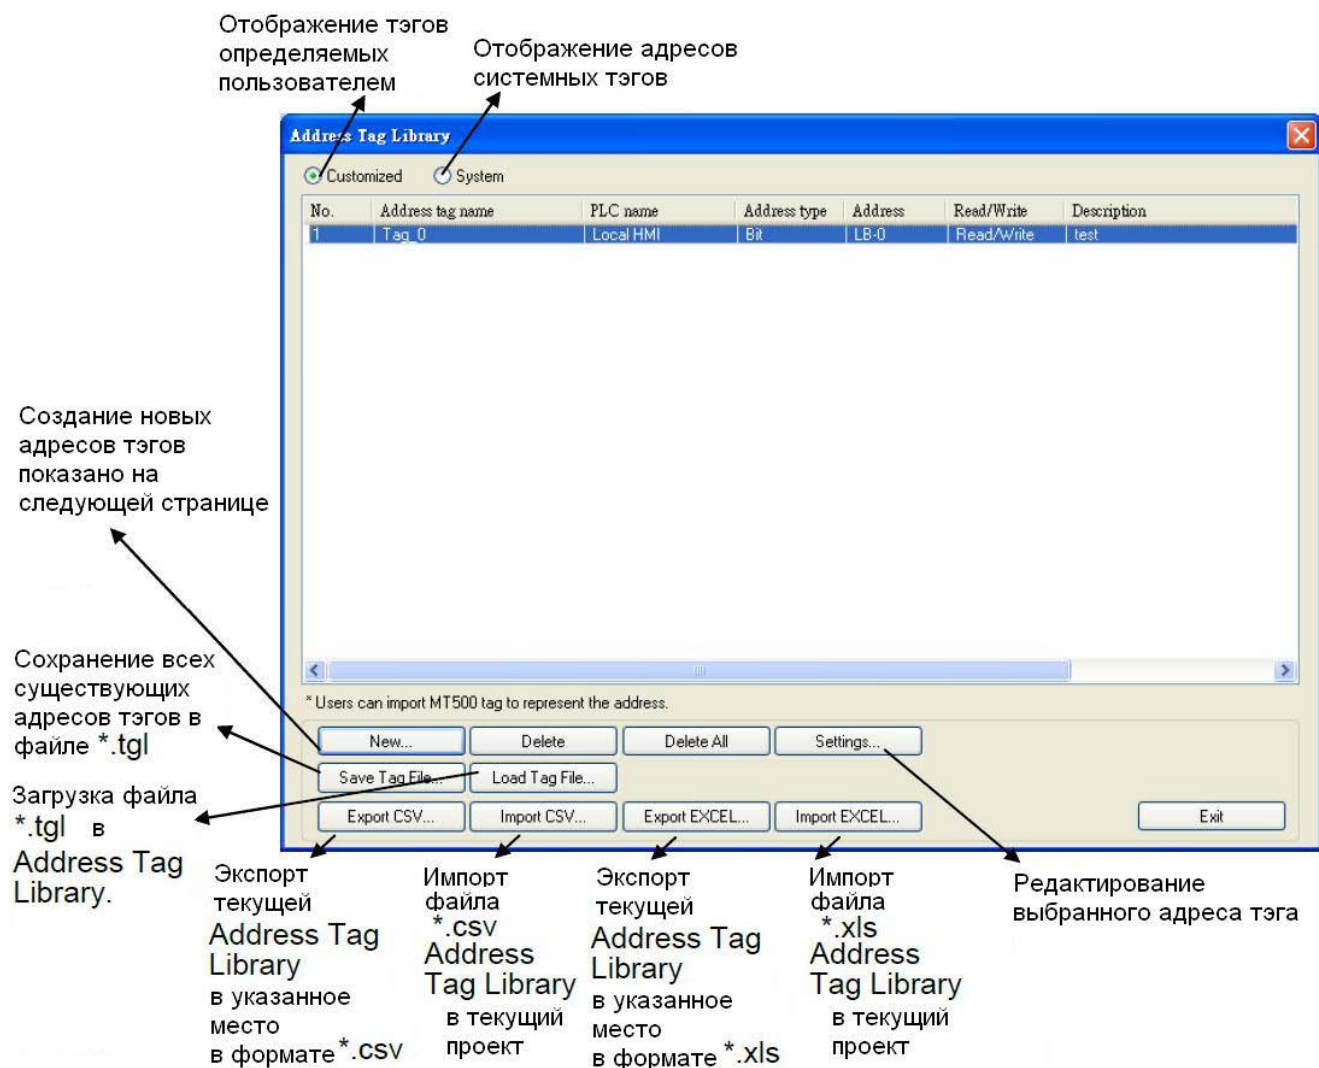 Отображение тэгов
определяемых
пользователем
Отображение адресов
системных тэгов
Address Tag Library
Customized
System
No.
Address tag name
PLC name
Address type
Address
Read/Write
Description
1
Tag_0
Local HMI
Bit
LB-0
Read/Write
test
Создание новых
адресов тэгов
показано на
следующей странице
Сохранение всех
существующих
адресов тэгов в
файле *.tgl
Загрузка файла
*.tgl в
Address Tag
Library.
* Users can import MT500 tag to represent the address.
New...
Delete
Delete All
Settings...
Save Tag File...
Load Tag File...
Export CSV...
Import CSV...
Export EXCEL...
Import EXCEL...
Exit
Экспорт
текущей
Address Tag
Library
в указанное
место
в формате *.csv
Импорт
файла
*.csv
Address
Tag Library
в текущий
проект
Экспорт
текущей
Address Tag
Library
в указанное
место
в формате *.xls
Импорт
файла
*.xls
Address
Tag Library
в текущий
проект
Редактирование
выбранного адреса тэга